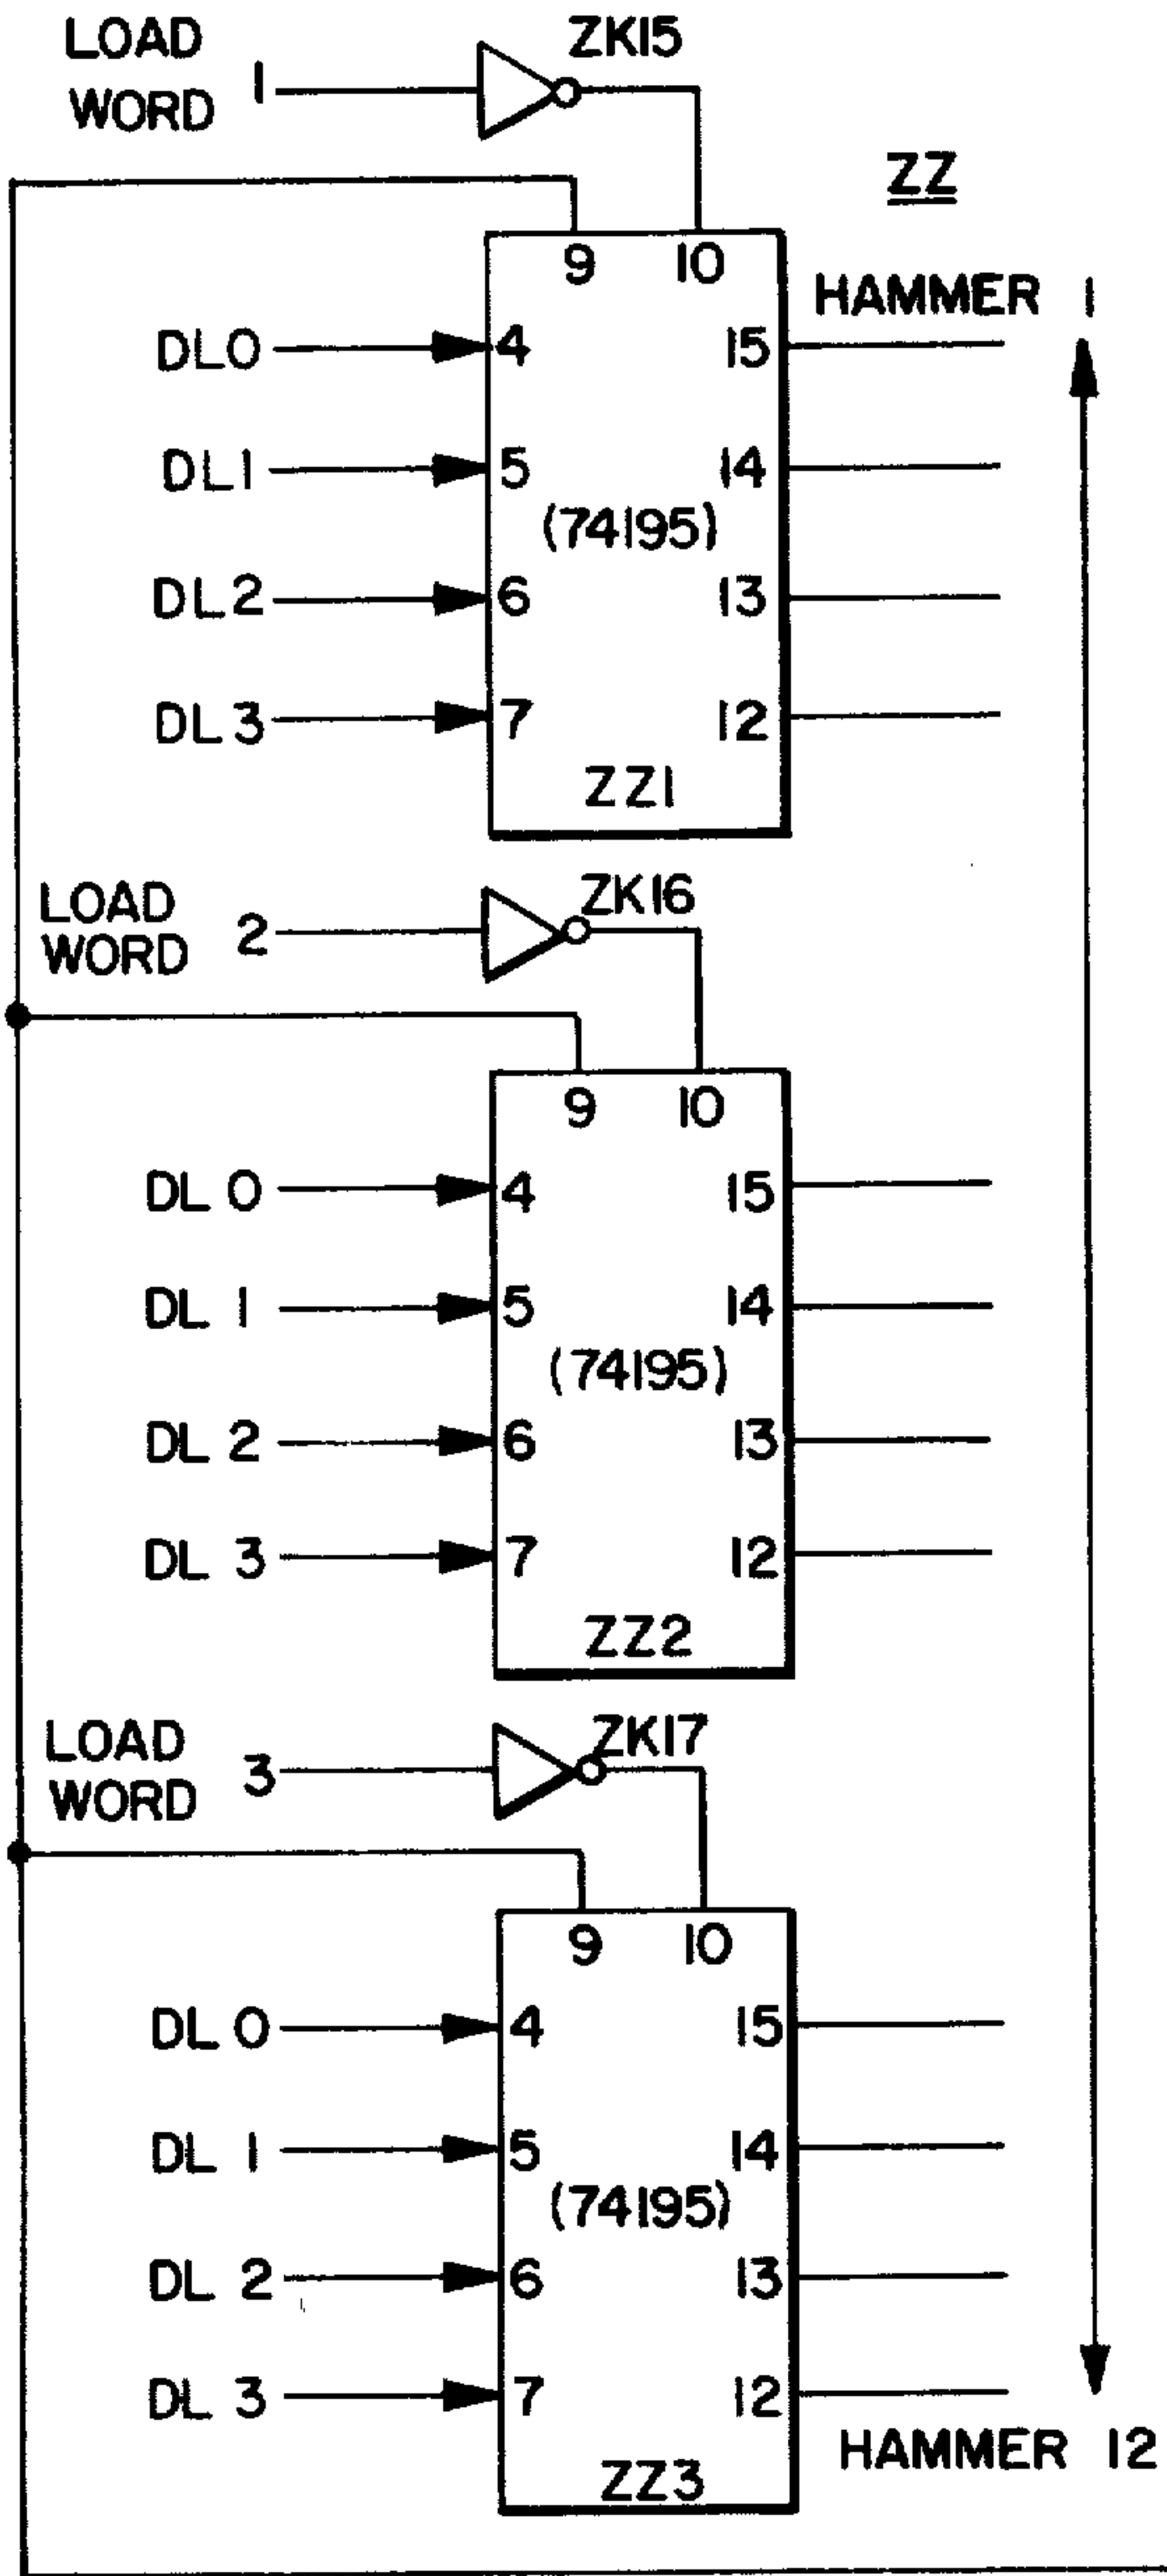 LOAD
WORD 1
ZK15
ZZ
9 10
HAMMER 1
DL0 4 15
DL1 5 14
(74195)
DL2 6 13
DL3 7 12
ZZ1
LOAD
WORD 2
ZK16
9 10
DL 0 4 15
DL 1 5 14
(74195)
DL 2 6 13
DL 3 7 12
ZZ2
LOAD
WORD 3
ZK17
9 10
DL 0 4 15
DL 1 5 14
(74195)
DL 2 6 13
DL 3 7 12
HAMMER 12
ZZ3